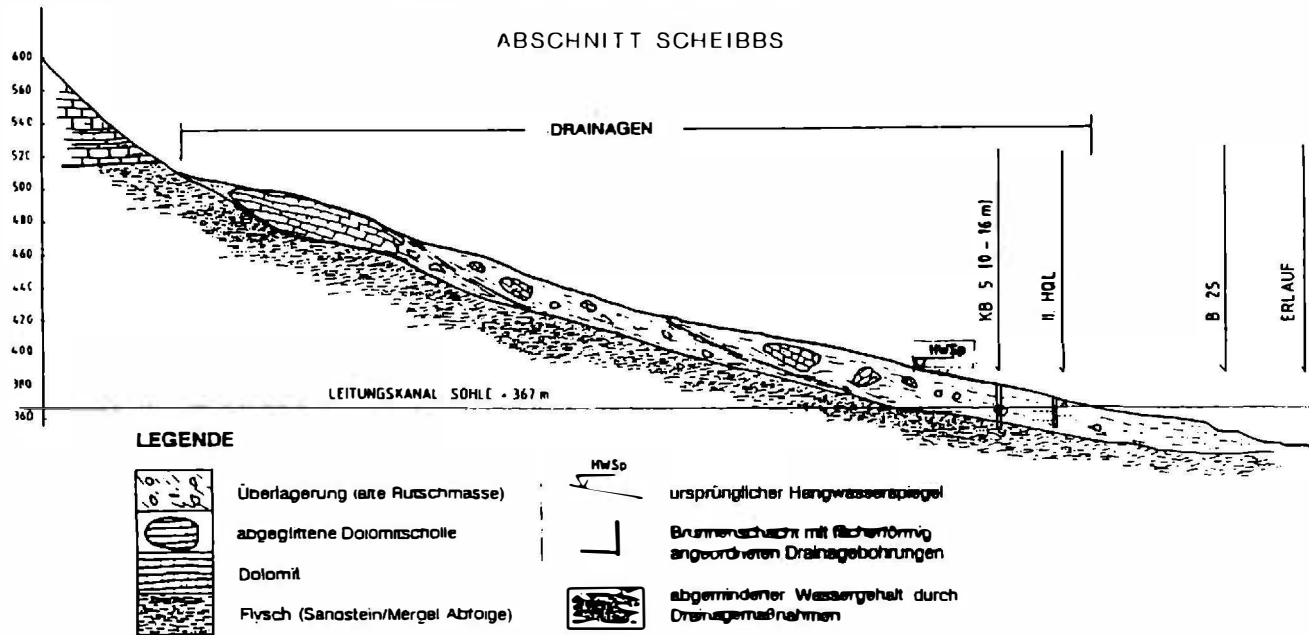 ABSCHNITT SCHEIBBS
600
560
540
520
500
480
460
440
420
400
380
360
DRAINAGEN
KB 5 (0 - 16 m)
II. HQL
B 25
ERLAUF
HWSp
LEITUNGSKANAL SOHLE = 367 m
LEGENDE
Überlagerung (alte Rutschmasse)
abgeglittene Dolomitscholle
Dolomit
Flysch (Sandstein/Mergel Abfolge)
HWSp
ursprünglicher Hangwasserspiegel
Brunnenschacht mit fächerförmig
angeordneten Drainagebohrungen
abgeminderter Wassergehalt durch
Drainagemaßnahmen